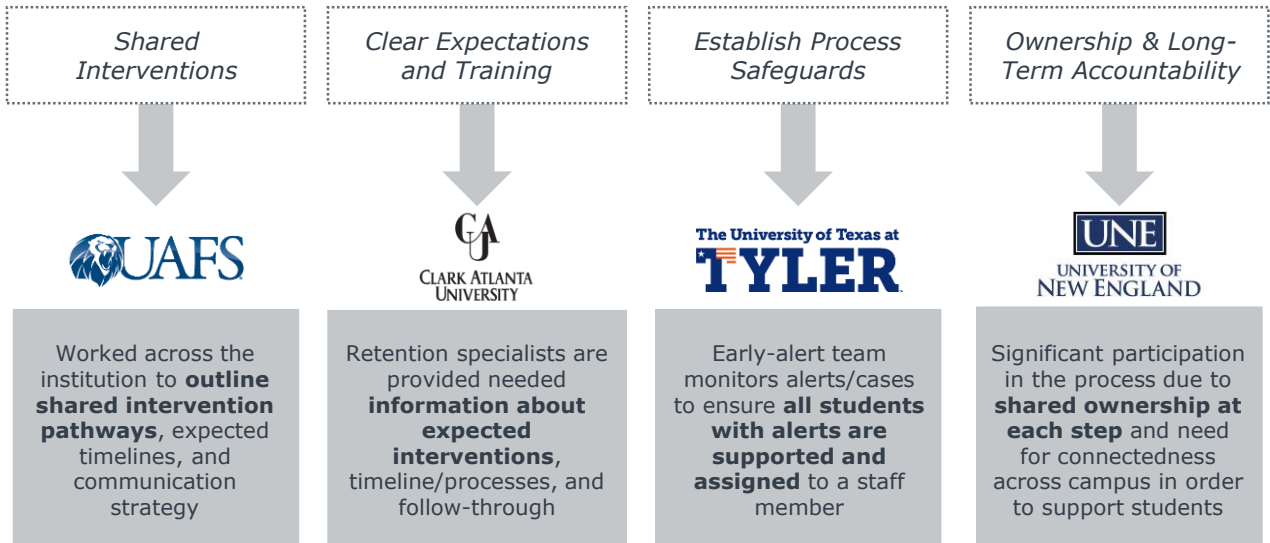 Shared
Interventions
Clear Expectations
and Training
Establish Process
Safeguards
Ownership & Long-
Term Accountability
UAFS
CAU
CLARK ATLANTA
UNIVERSITY
The University of Texas at
TYLER
UNE
UNIVERSITY OF
NEW ENGLAND
Worked across the
institution to outline
shared intervention
pathways, expected
timelines, and
communication
strategy
Retention specialists are
provided needed
information about
expected
interventions,
timeline/processes, and
follow-through
Early-alert team
monitors alerts/cases
to ensure all students
with alerts are
supported and
assigned to a staff
member
Significant participation
in the process due to
shared ownership at
each step and need
for connectedness
across campus in order
to support students